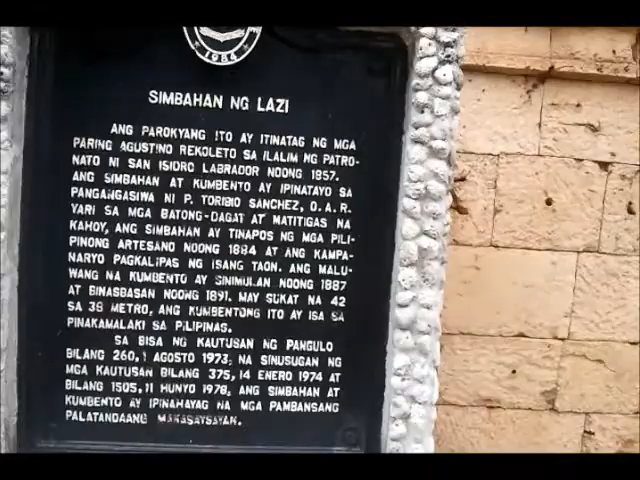 1984
SIMBAHAN NG LAZI
ANG PAROKYANG ITO AY ITINATAG NG MGA
PARING AGUSTINO REKOLETO SA ILALIM NG PATRO-
NATO NI SAN ISIDRO LABRADOR NOONG 1857.
ANG SIMBAHAN AT KUMBENTO AY IPINATAYO SA
PANGANGASIWA NI P. TORIBIO SANCHEZ, O.A.R.
YARI SA MGA BATONG-DAGAT AT MATITIGAS NA
KAHOY, ANG SIMBAHAN AY TINAPOS NG MGA PILI-
PINONG ARTESANO NOONG 1884 AT ANG KAMPA-
NARYO PAGKALIPAS NG ISANG TAON. ANG MALU-
WANG NA KUMBENTO AY SINIMULAN NOONG 1887
AT BINASBASAN NOONG 1891. MAY SUKAT NA 42
SA 38 METRO, ANG KUMBENTONG ITO AY ISA SA
PINAKAMALAKI SA PILIPINAS.
SA BISA NG KAUTUSAN NG PANGULO
BILANG 260, 1 AGOSTO 1973, NA SINUSUGAN NG
MGA KAUTUSAN BILANG 375, 14 ENERO 1974 AT
BILANG 1505, 11 HUNYO 1978, ANG SIMBAHAN AT
KUMBENTO AY IPINAHAYAG NA MGA PAMBANSANG
PALATANDAANG MAKASAYSAYAN.